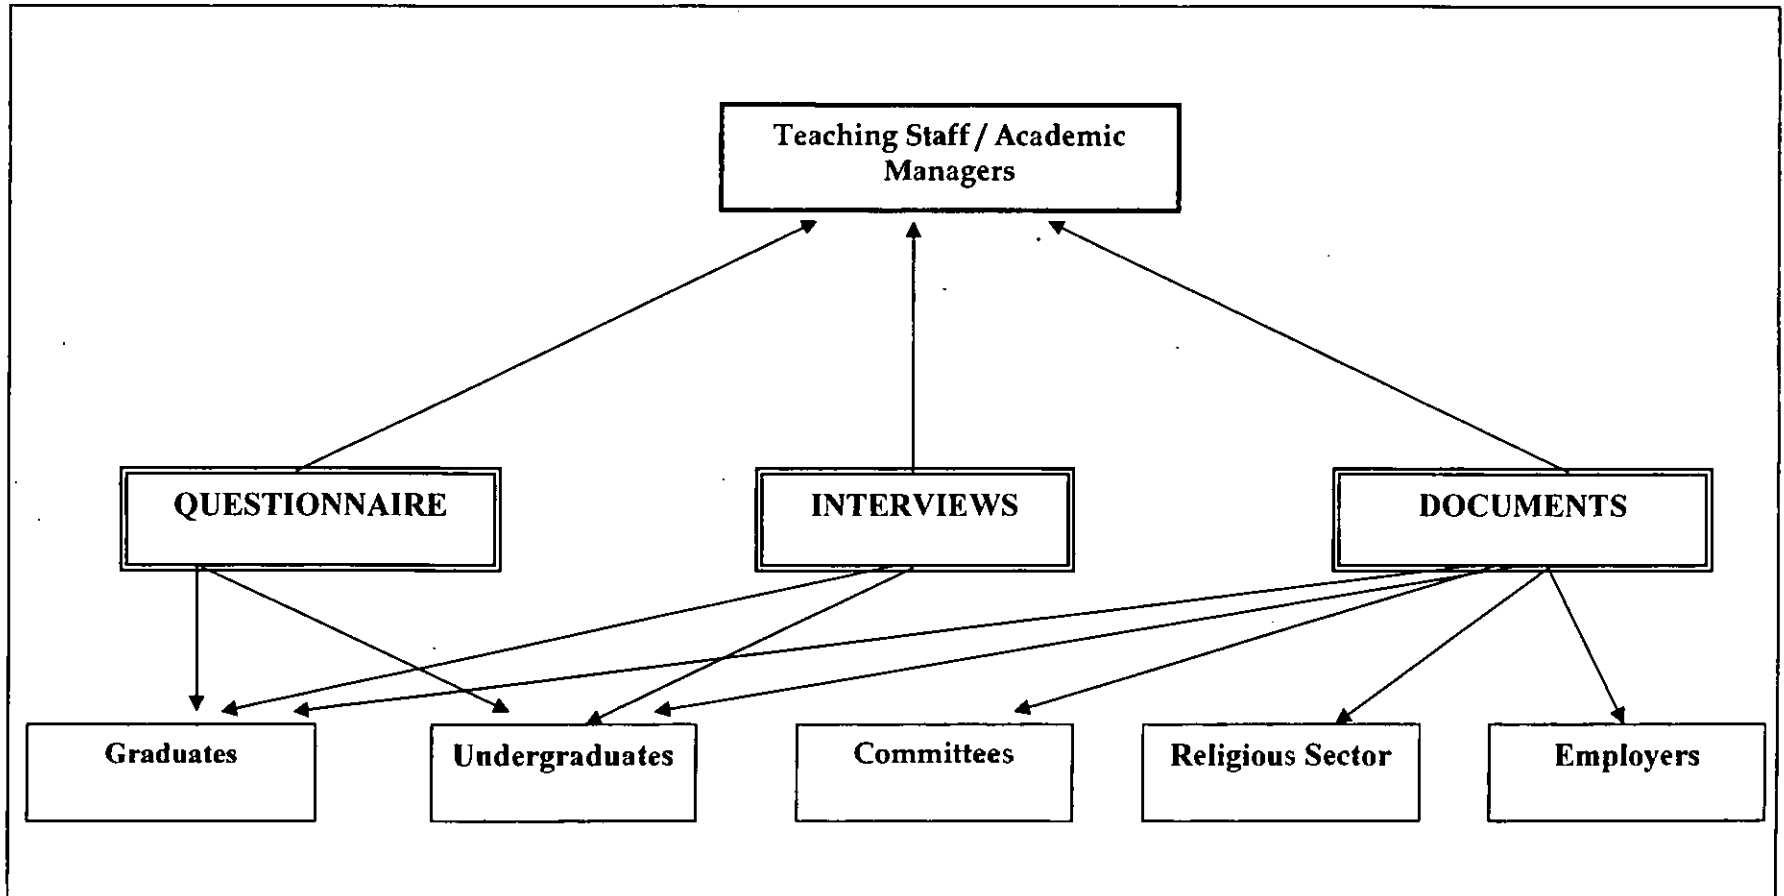 Teaching Staff / Academic
Managers
QUESTIONNAIRE
INTERVIEWS
DOCUMENTS
Graduates
Undergraduates
Committees
Religious Sector
Employers